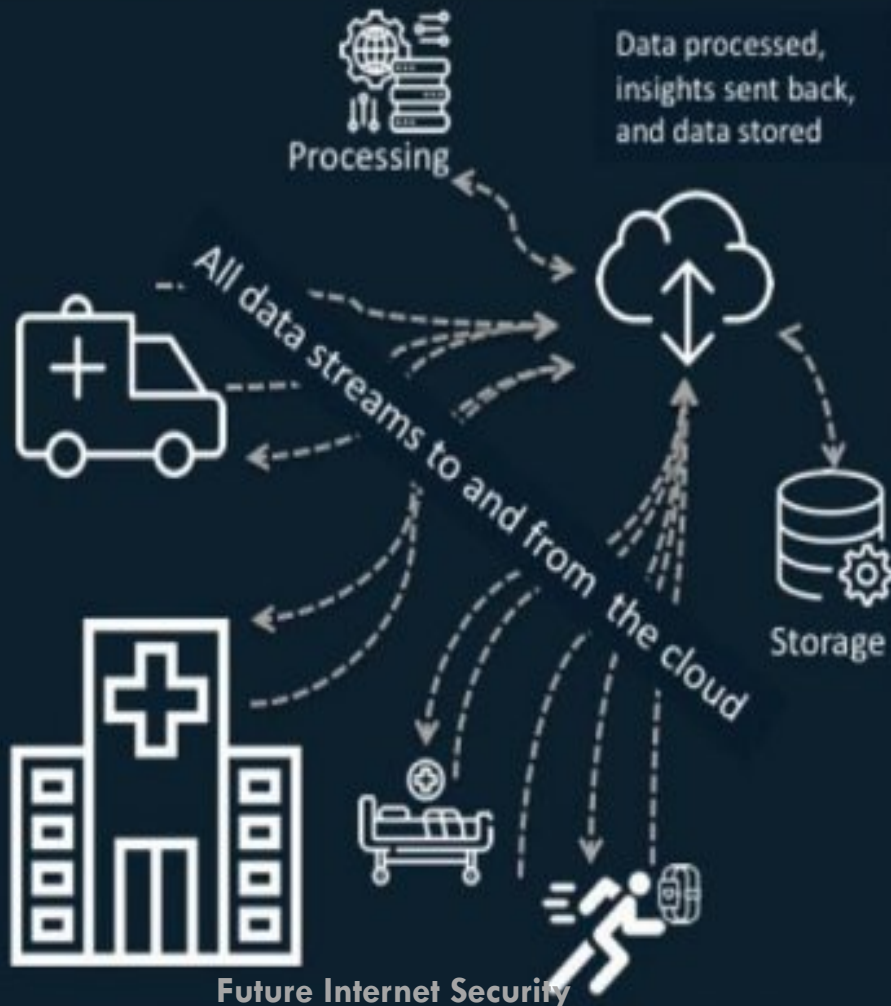 Data processed,
insights sent back,
and data stored
Processing
All data streams to and from the cloud
Storage
Future Internet Security